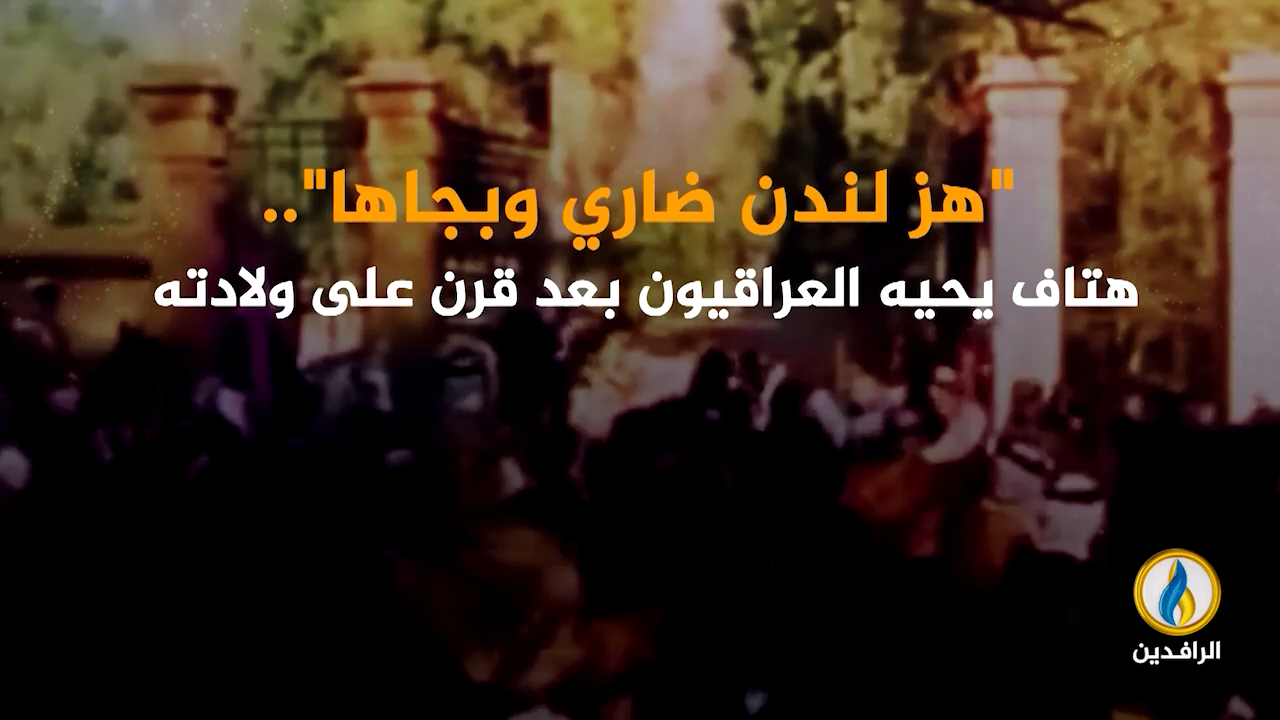 "هز لندن ضاري وبجاها"..
هتاف يحيه العراقيون بعد قرن على ولادته
الرافدين